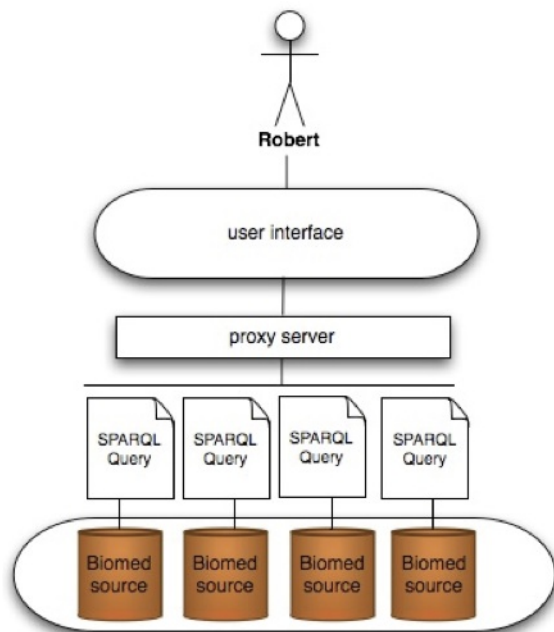 Robert
user interface
proxy server
SPARQL
Query
SPARQL
Query
SPARQL
Query
SPARQL
Query
Biomed
source
Biomed
source
Biomed
source
Biomed
source